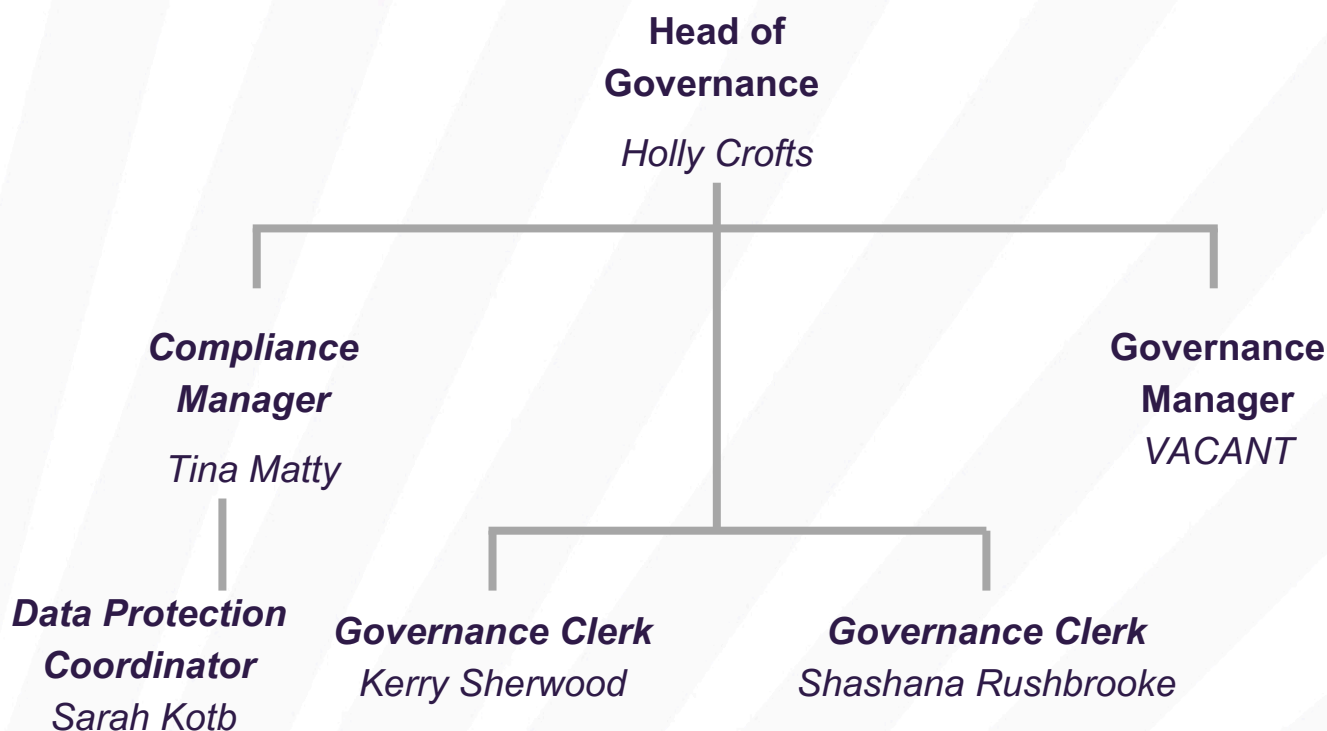 Head of
Governance
Holly Crofts
Compliance
Manager
Tina Matty
Governance
Manager
VACANT
Data Protection
Coordinator
Sarah Kotb
Governance Clerk
Kerry Sherwood
Governance Clerk
Shashana Rushbrooke